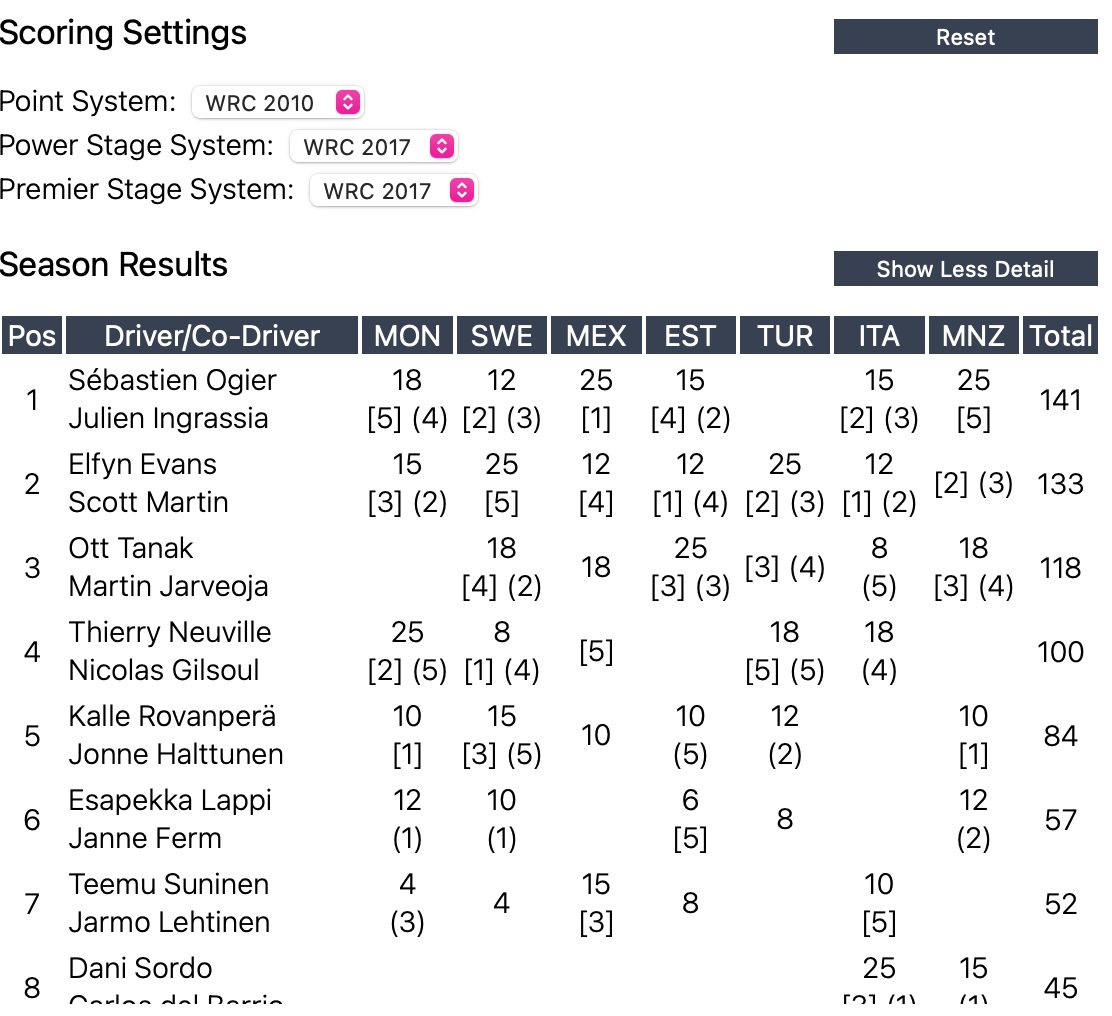 Scoring Settings
Reset
Point System: WRC 2010
Power Stage System: WRC 2017
Premier Stage System: WRC 2017
Season Results
Show Less Detail
Pos Driver/Co-Driver MON SWE MEX EST TUR ITA MNZ Total
Sébastien Ogier 18 12 25 15 15 25
1 141
Julien Ingrassia [5] (4) [2] (3) [1] [4] (2) [2] (3) [5]
Elfyn Evans 15 25 12 12 25 12
2 [2] (3) 133
Scott Martin [3] (2) [5] [4] [1] (4) [2] (3) [1] (2)
Ott Tanak 18 25 8 18
3 18 [3] (4) 118
Martin Jarveoja [4] (2) [3] (3) (5) [3] (4)
Thierry Neuville 25 8 18 18
4 [5] 100
Nicolas Gilsoul [2] (5) [1] (4) [5] (5) (4)
Kalle Rovanperä 10 15 10 12 10
5 10 84
Jonne Halttunen [1] [3] (5) (5) (2) [1]
Esapekka Lappi 12 10 6 12
6 8 57
Janne Ferm (1) (1) [5] (2)
Teemu Suninen 4 15 10
7 4 8 52
Jarmo Lehtinen (3) [3] [5]
Dani Sordo 25 15
8 45
Carlos del Barrio (1) (1)